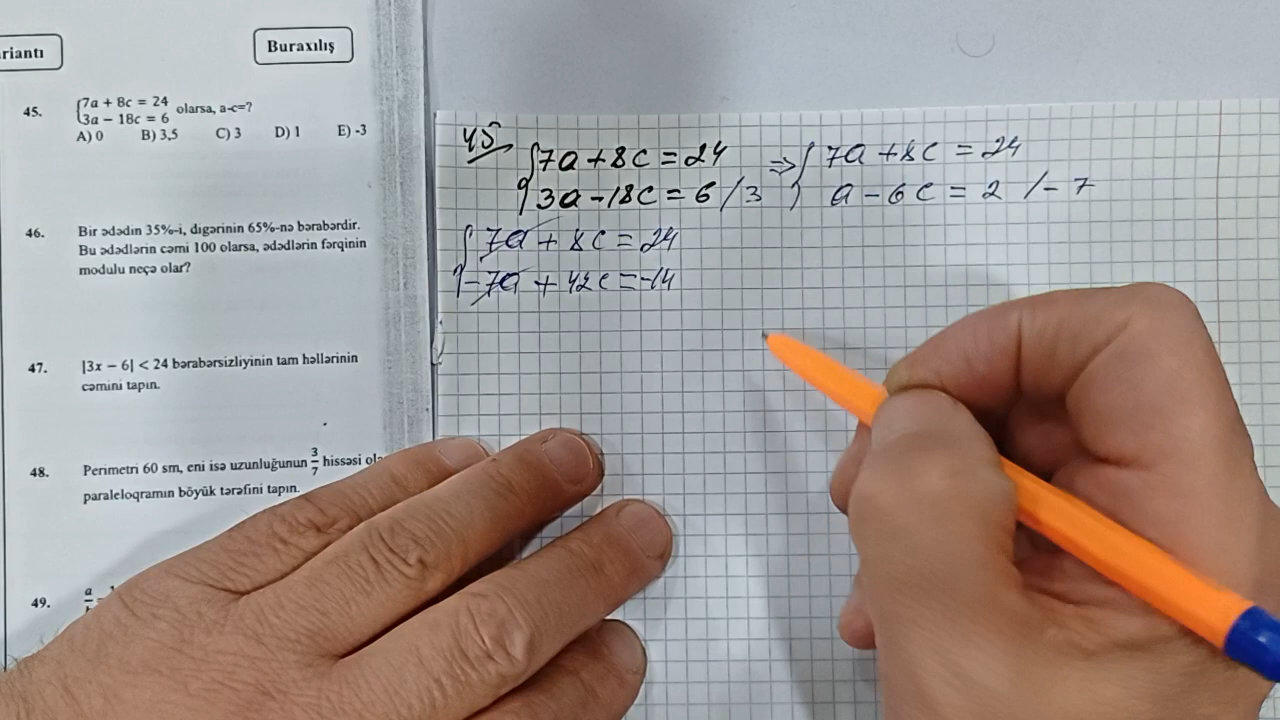 riantı
Buraxılış
45. {7a + 8c = 24
3a − 18c = 6 olarsa, a-c=?
A) 0 B) 3,5 C) 3 D) 1 E) -3
46. Bir ədədin 35%-i, digərinin 65%-nə bərabərdir.
Bu ədədlərin cəmi 100 olarsa, ədədlərin fərqinin
modulu neçə olar?
47. |3x − 6| < 24 bərabərsizliyinin tam həllərinin
cəmini tapın.
48. Perimetri 60 sm, eni isə uzunluğunun 3/7 hissəsi
paraleloqramın böyük tərəfini tapın.
49. a
45
{7a + 8c = 24 ⇒ {7a + 8c = 24
3a − 18c = 6 /3 a − 6c = 2 /−7
{7a + 8c = 24
−7a + 42c = −14